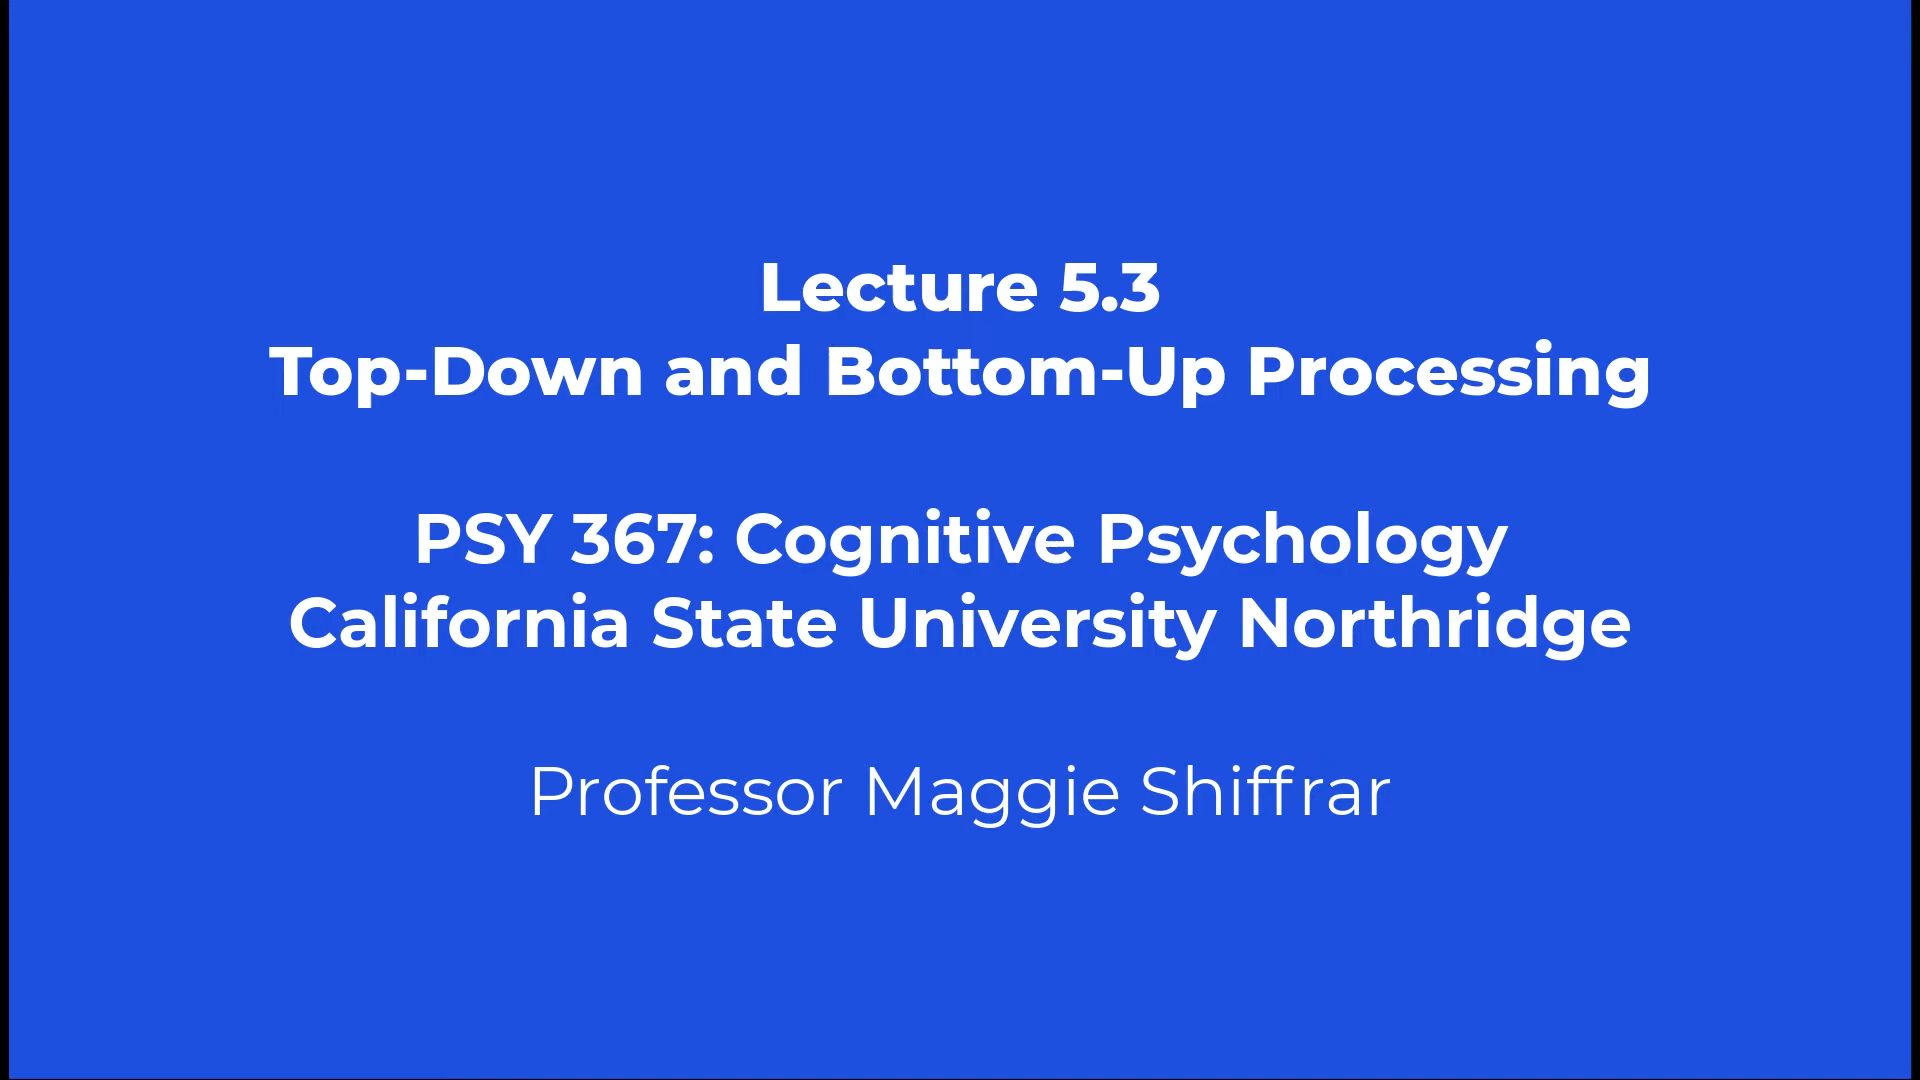 Lecture 5.3
Top-Down and Bottom-Up Processing
PSY 367: Cognitive Psychology
California State University Northridge
Professor Maggie Shiffrar